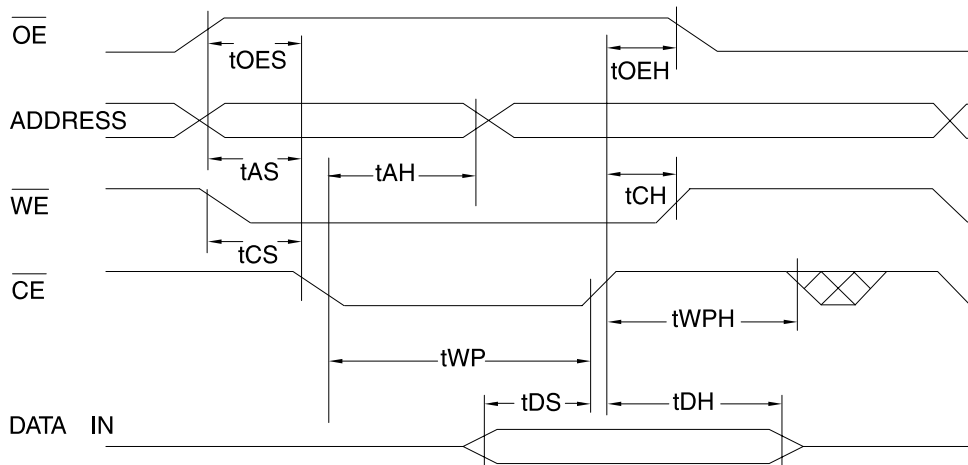 OE
tOES
tOEH
ADDRESS
tAS
tAH
WE
tCH
tCS
CE
tWPH
tWP
tDS
tDH
DATA IN